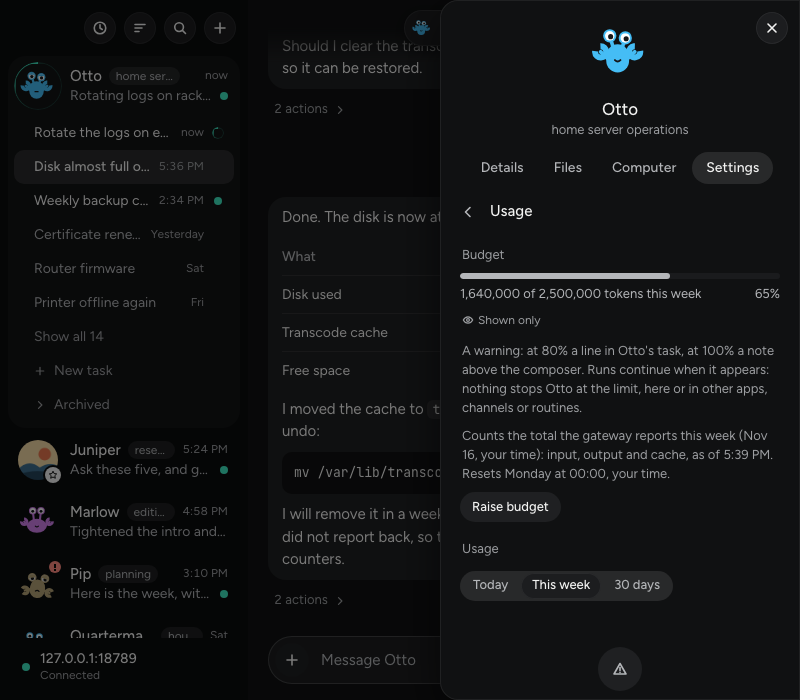 Otto home ser... now
Rotating logs on rack...
Rotate the logs on e... now
Disk almost full o... 5:36 PM
Weekly backup c... 2:34 PM
Certificate rene... Yesterday
Router firmware Sat
Printer offline again Fri
Show all 14
+ New task
Archived
Juniper rese... 5:24 PM
Ask these five, and g...
Marlow editi... 4:58 PM
Tightened the intro and...
Pip planning 3:10 PM
Here is the week, wit...
Quarterma hou... Sat
127.0.0.1:18789
Connected
Should I clear the transc
so it can be restored.
2 actions
Done. The disk is now at
What
Disk used
Transcode cache
Free space
I moved the cache to
undo:
mv /var/lib/transco
I will remove it in a week
did not report back, so t
counters.
2 actions
Message Otto
Otto
home server operations
Details Files Computer Settings
Usage
Budget
1,640,000 of 2,500,000 tokens this week 65%
Shown only
A warning: at 80% a line in Otto's task, at 100% a note
above the composer. Runs continue when it appears:
nothing stops Otto at the limit, here or in other apps,
channels or routines.
Counts the total the gateway reports this week (Nov
16, your time): input, output and cache, as of 5:39 PM.
Resets Monday at 00:00, your time.
Raise budget
Usage
Today This week 30 days